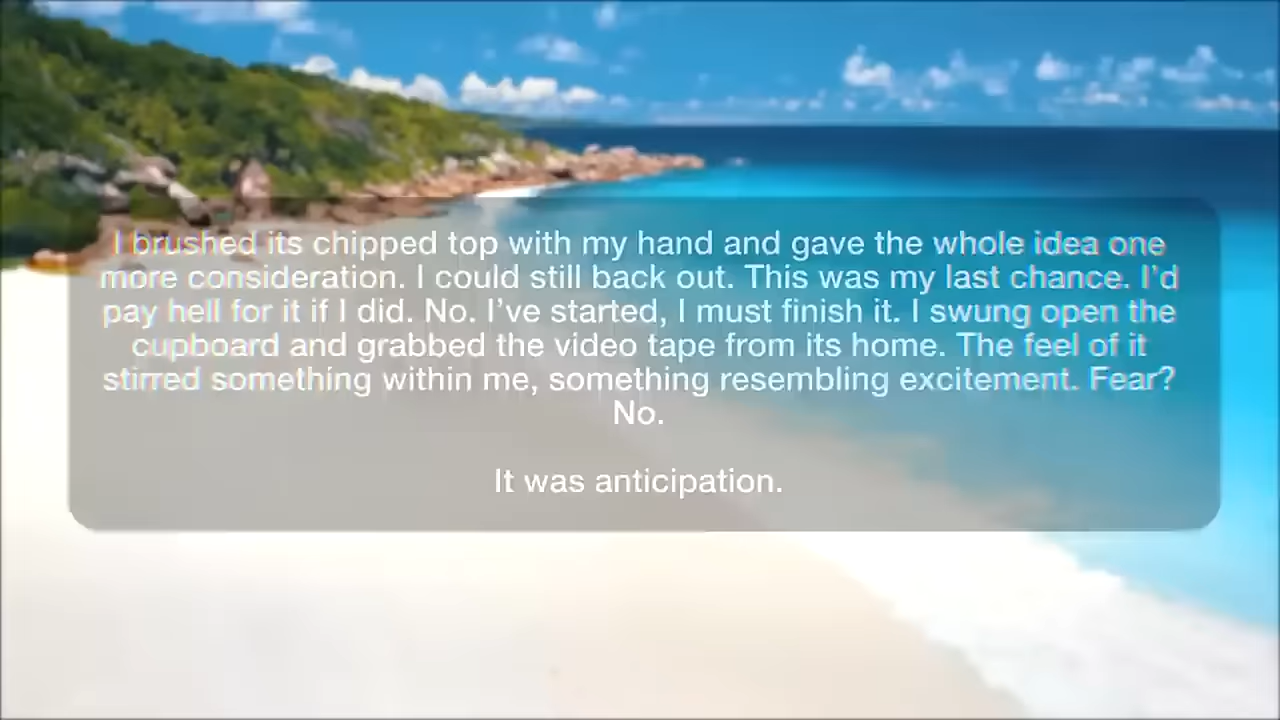 I brushed its chipped top with my hand and gave the whole idea one
more consideration. I could still back out. This was my last chance. I'd
pay hell for it if I did. No. I've started, I must finish it. I swung open the
cupboard and grabbed the video tape from its home. The feel of it
stirred something within me, something resembling excitement. Fear?
No.
It was anticipation.